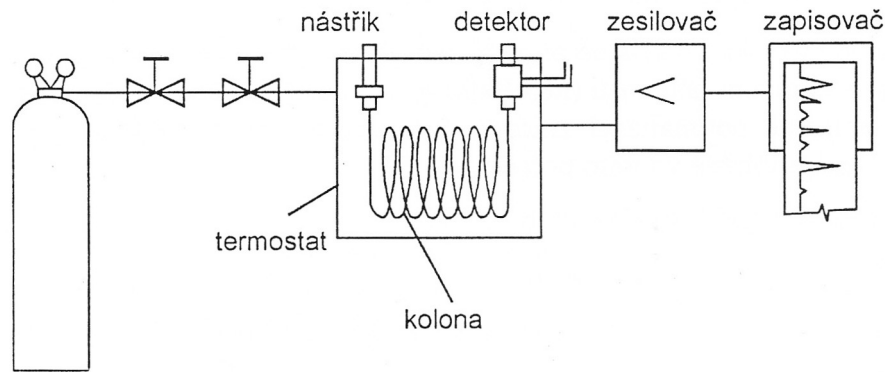 nástřik
detektor
zesilovač
zapisovač
termostat
kolona